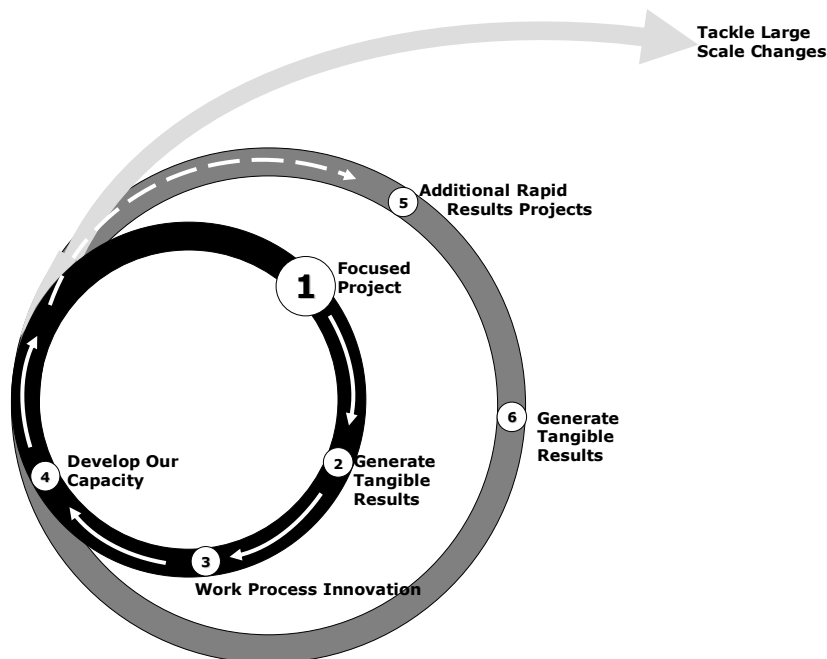 Tackle Large
Scale Changes
5
Additional Rapid
Results Projects
1
Focused
Project
6
Generate
Tangible
Results
2
Generate
Tangible
Results
4
Develop Our
Capacity
3
Work Process Innovation